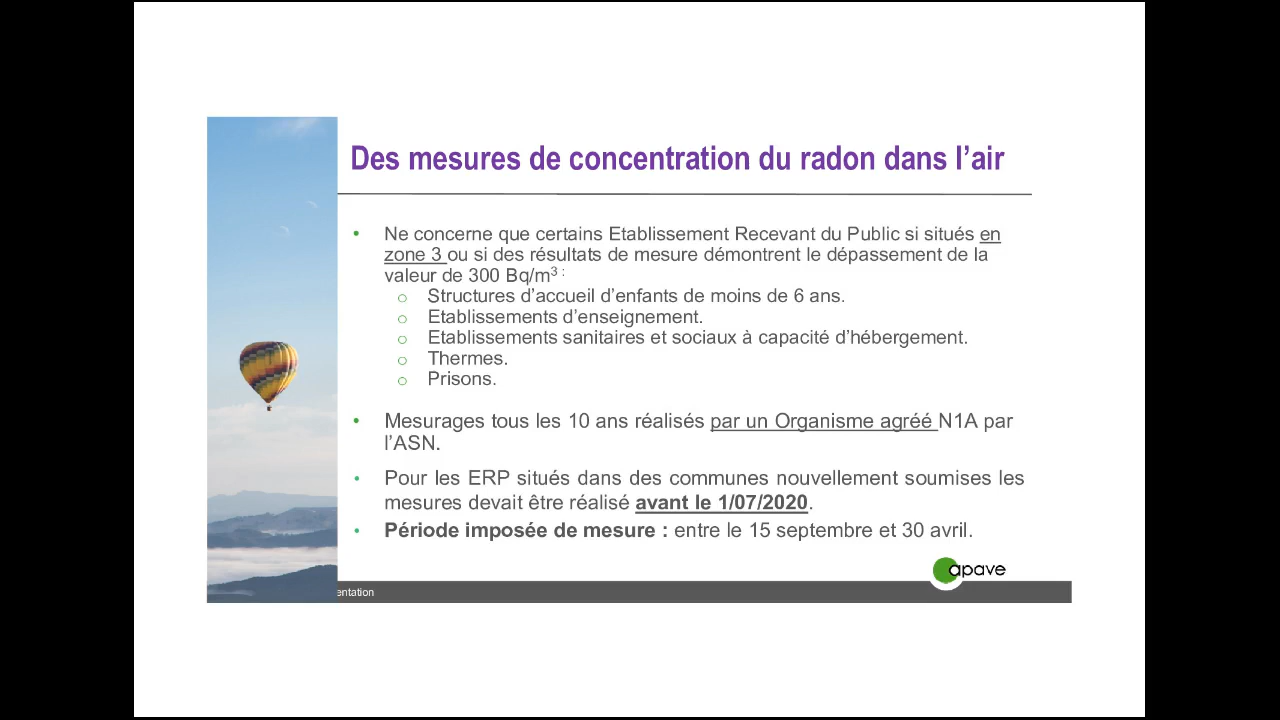 Des mesures de concentration du radon dans l’air
• Ne concerne que certains Etablissement Recevant du Public si situés en
zone 3 ou si des résultats de mesure démontrent le dépassement de la
valeur de 300 Bq/m³ :
o Structures d’accueil d’enfants de moins de 6 ans.
o Etablissements d’enseignement.
o Etablissements sanitaires et sociaux à capacité d’hébergement.
o Thermes.
o Prisons.
• Mesurages tous les 10 ans réalisés par un Organisme agréé N1A par
l’ASN.
• Pour les ERP situés dans des communes nouvellement soumises les
mesures devait être réalisé avant le 1/07/2020.
• Période imposée de mesure : entre le 15 septembre et 30 avril.
apave
entation